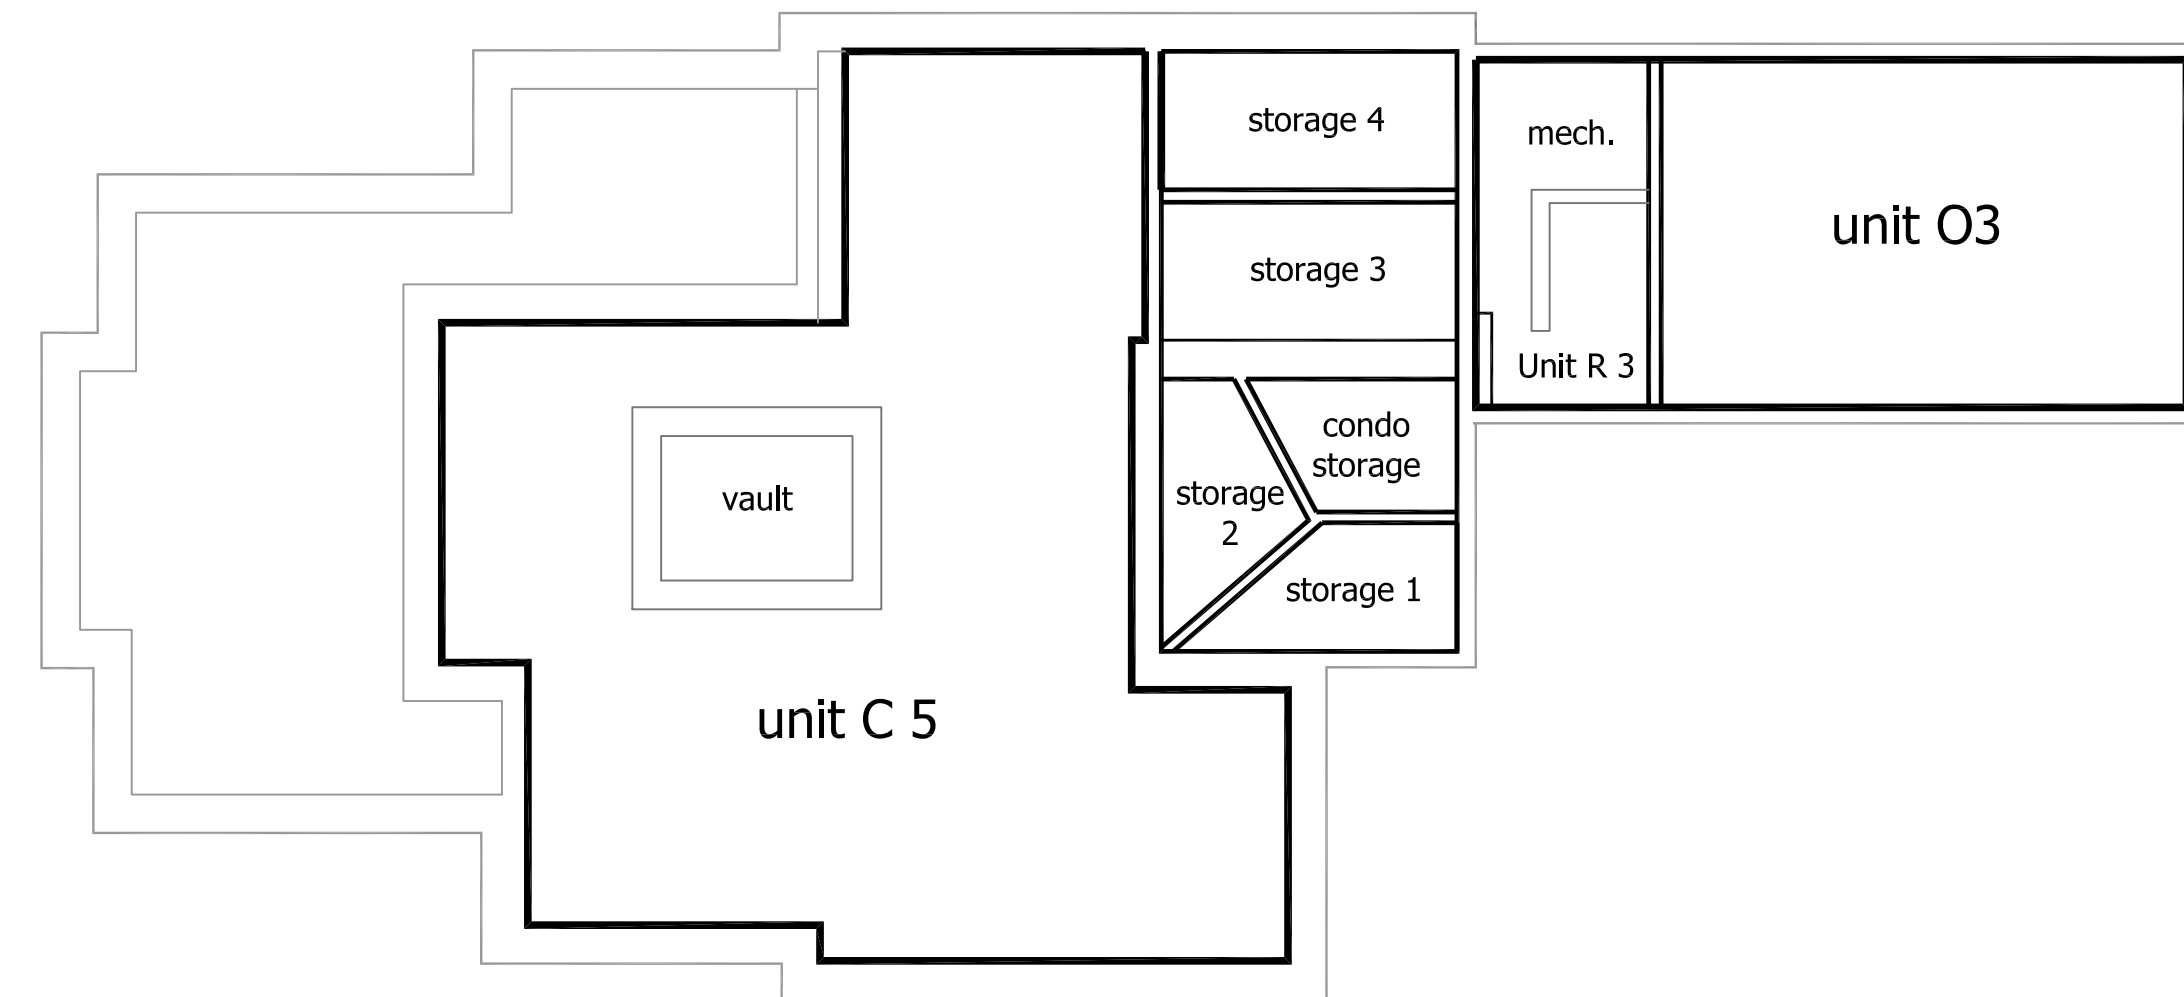 storage 4
mech.
unit O3
storage 3
Unit R 3
condo
storage
vault
storage
2
storage 1
unit C 5